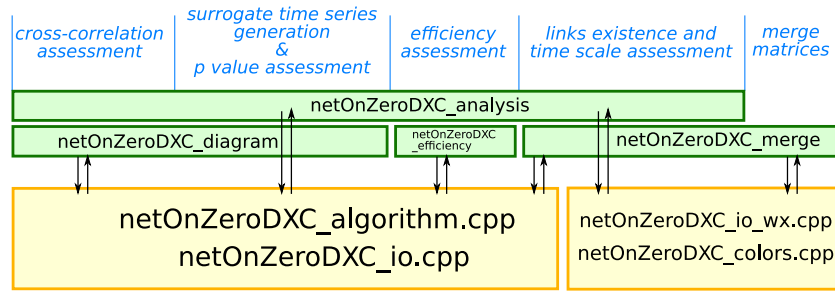 cross-correlation
assessment
surrogate time series
generation
&
p value assessment
efficiency
assessment
links existence and
time scale assessment
merge
matrices
netOnZeroDXC_analysis
netOnZeroDXC_diagram
netOnZeroDXC
_efficiency
netOnZeroDXC_merge
netOnZeroDXC_algorithm.cpp
netOnZeroDXC_io.cpp
netOnZeroDXC_io_wx.cpp
netOnZeroDXC_colors.cpp